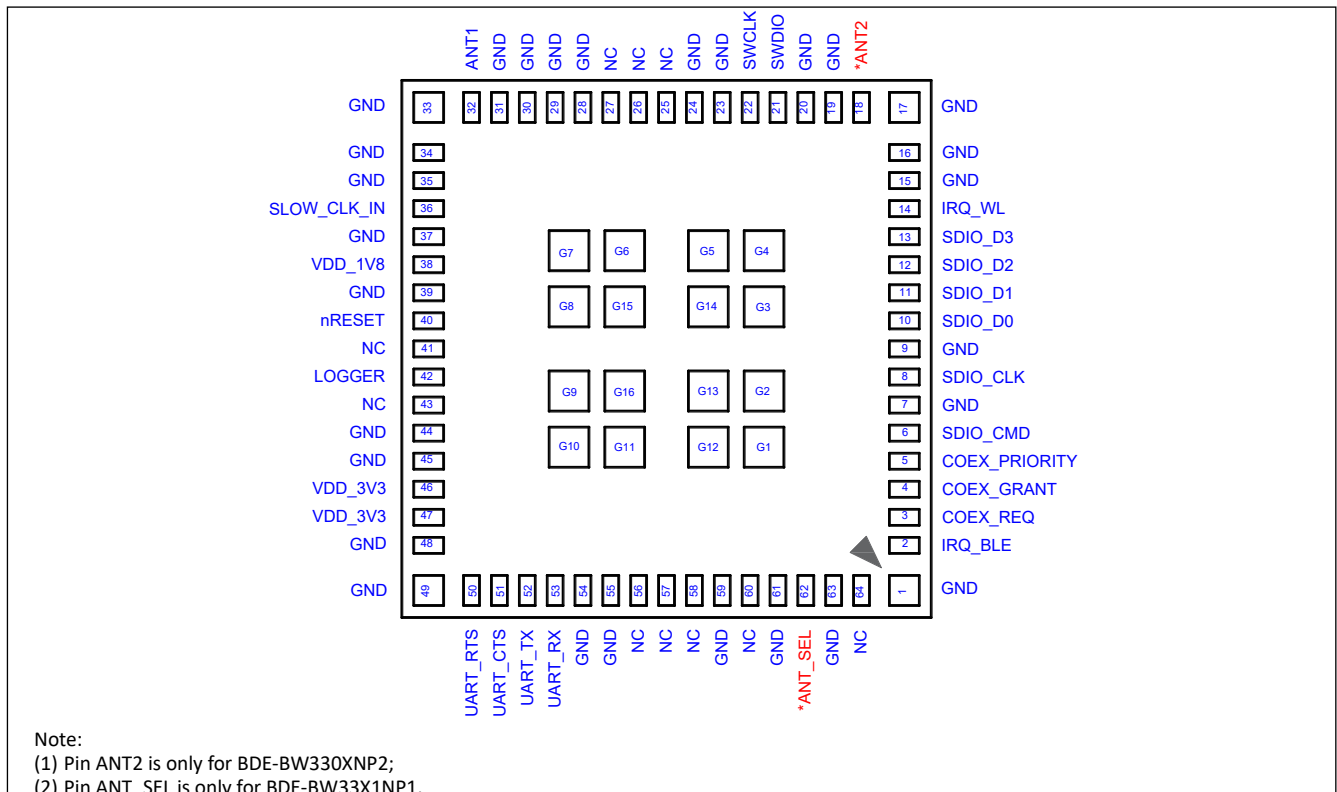 ANT1
GND
GND
GND
GND
NC
NC
NC
GND
GND
SWCLK
SWDIO
GND
GND
*ANT2
GND 33 32 31 30 29 28 27 26 25 24 23 22 21 20 19 18 17 GND
GND 34 16 GND
GND 35 15 GND
SLOW_CLK_IN 36 14 IRQ_WL
GND 37 13 SDIO_D3
G7 G6 G5 G4
VDD_1V8 38 12 SDIO_D2
GND 39 11 SDIO_D1
G8 G15 G14 G3
nRESET 40 10 SDIO_D0
NC 41 9 GND
LOGGER 42 8 SDIO_CLK
G9 G16 G13 G2
NC 43 7 GND
GND 44 6 SDIO_CMD
G10 G11 G12 G1
GND 45 5 COEX_PRIORITY
VDD_3V3 46 4 COEX_GRANT
VDD_3V3 47 3 COEX_REQ
GND 48 2 IRQ_BLE
GND 49 50 51 52 53 54 55 56 57 58 59 60 61 62 63 64 1 GND
UART_RTS
UART_CTS
UART_TX
UART_RX
GND
GND
NC
NC
NC
GND
NC
GND
*ANT_SEL
GND
NC
Note:
(1) Pin ANT2 is only for BDE-BW330XNP2;
(2) Pin ANT_SEL is only for BDE-BW33X1NP1.